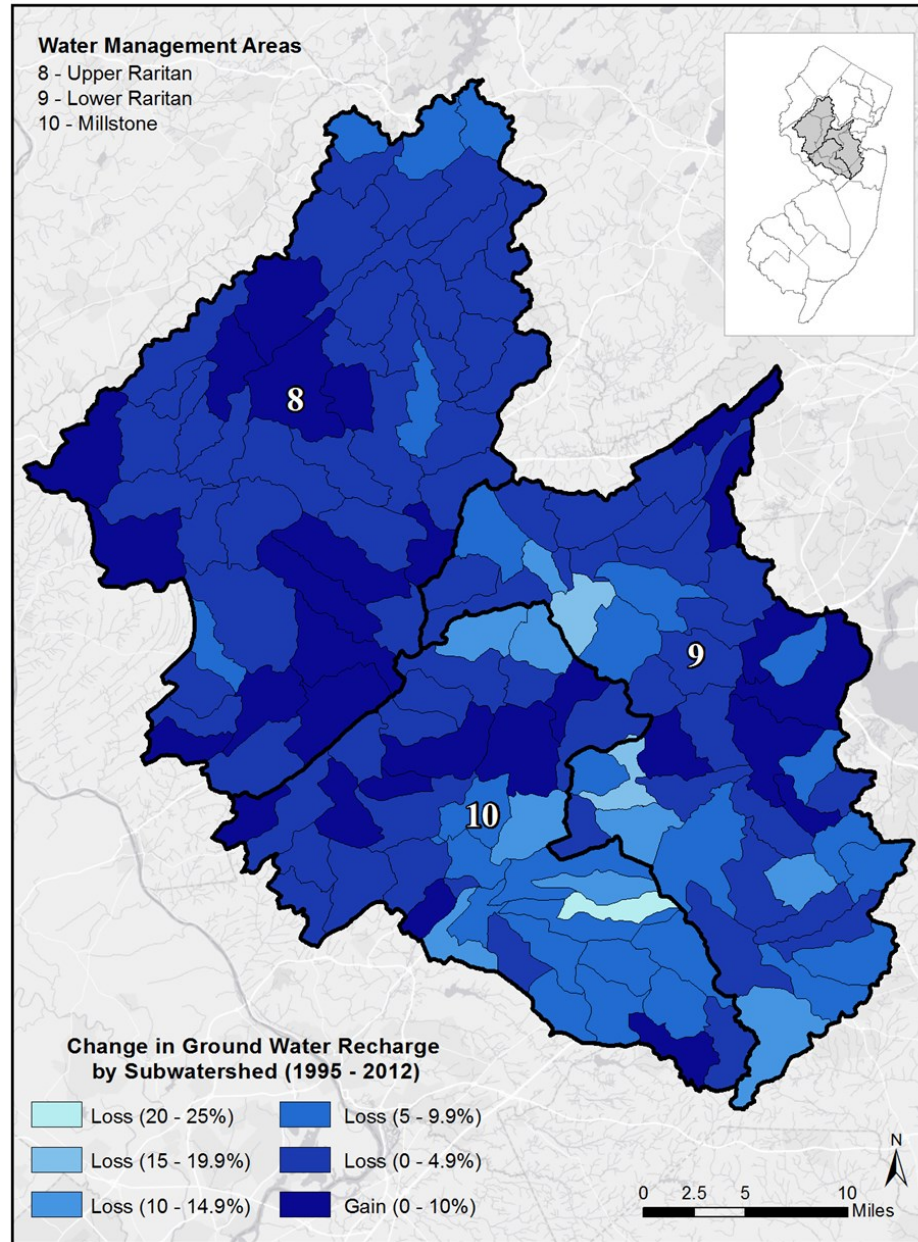 Water Management Areas
8 - Upper Raritan
9 - Lower Raritan
10 - Millstone
8
9
10
Change in Ground Water Recharge
by Subwatershed (1995 - 2012)
Loss (20 - 25%)
Loss (5 - 9.9%)
Loss (15 - 19.9%)
Loss (0 - 4.9%)
Loss (10 - 14.9%)
Gain (0 - 10%)
N
0 2.5 5 10
Miles